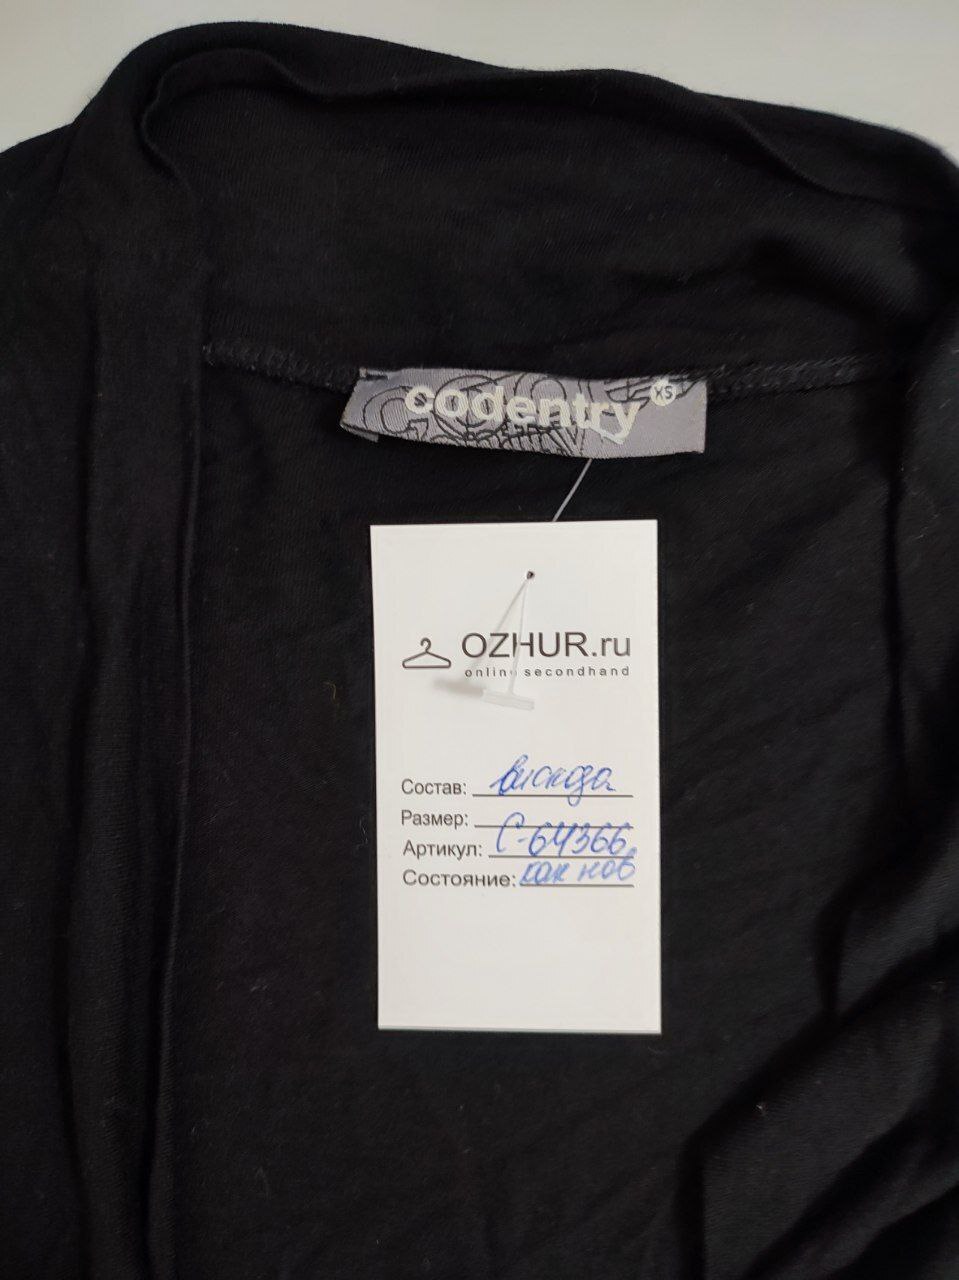 codentry XS
OZHUR.ru
online secondhand
Состав: вискоза
Размер:
Артикул: С-64366
Состояние: как нов